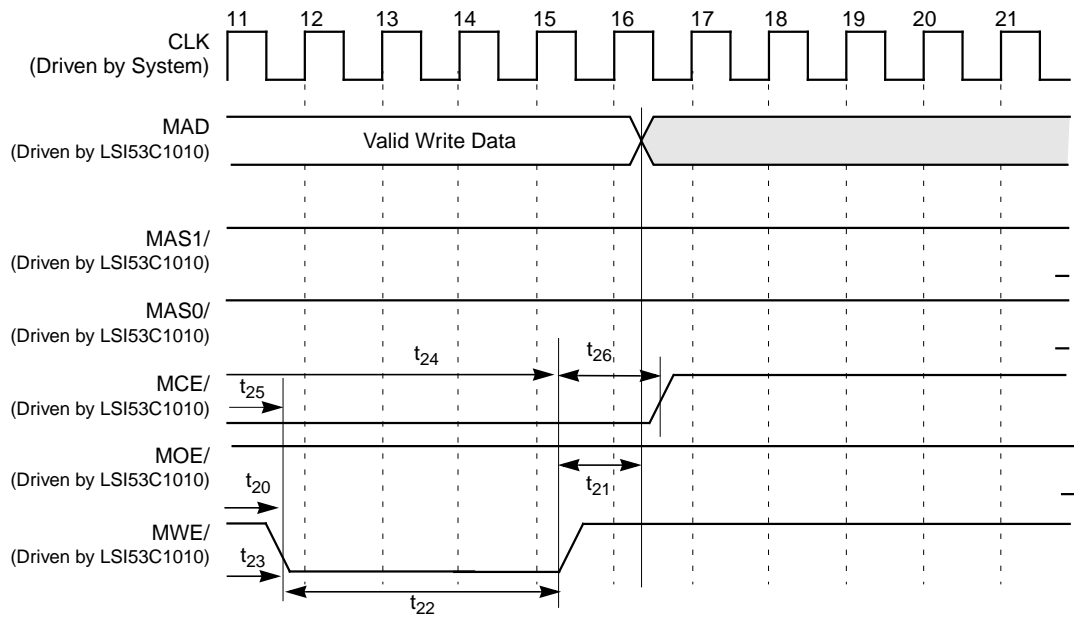 11 12 13 14 15 16 17 18 19 20 21
CLK
(Driven by System)
MAD
(Driven by LSI53C1010)
Valid Write Data
MAS1/
(Driven by LSI53C1010)
MAS0/
(Driven by LSI53C1010)
t24
t26
MCE/
(Driven by LSI53C1010)
t25
MOE/
(Driven by LSI53C1010)
t20
t21
MWE/
(Driven by LSI53C1010)
t23
t22